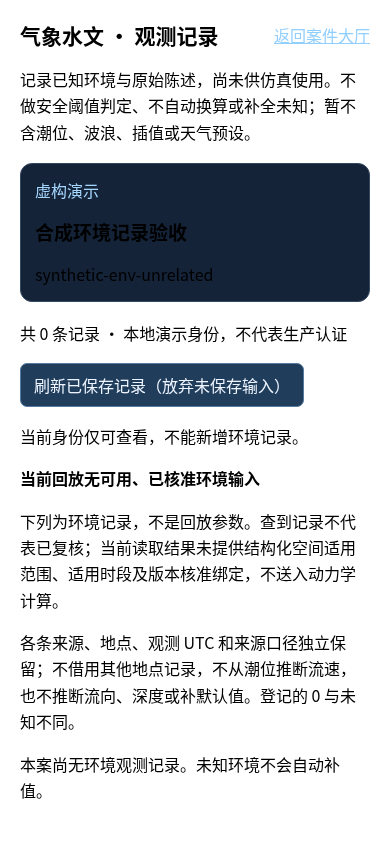 气象水文 · 观测记录
返回案件大厅
记录已知环境与原始陈述，尚未供仿真使用。不
做安全阈值判定、不自动换算或补全未知；暂不
含潮位、波浪、插值或天气预设。
虚构演示
合成环境记录验收
synthetic-env-unrelated
共 0 条记录 · 本地演示身份，不代表生产认证
刷新已保存记录（放弃未保存输入）
当前身份仅可查看，不能新增环境记录。
当前回放无可用、已核准环境输入
下列为环境记录，不是回放参数。查到记录不代
表已复核；当前读取结果未提供结构化空间适用
范围、适用时段及版本核准绑定，不送入动力学
计算。
各条来源、地点、观测 UTC 和来源口径独立保
留；不借用其他地点记录，不从潮位推断流速，
也不推断流向、深度或补默认值。登记的 0 与未
知不同。
本案尚无环境观测记录。未知环境不会自动补
值。